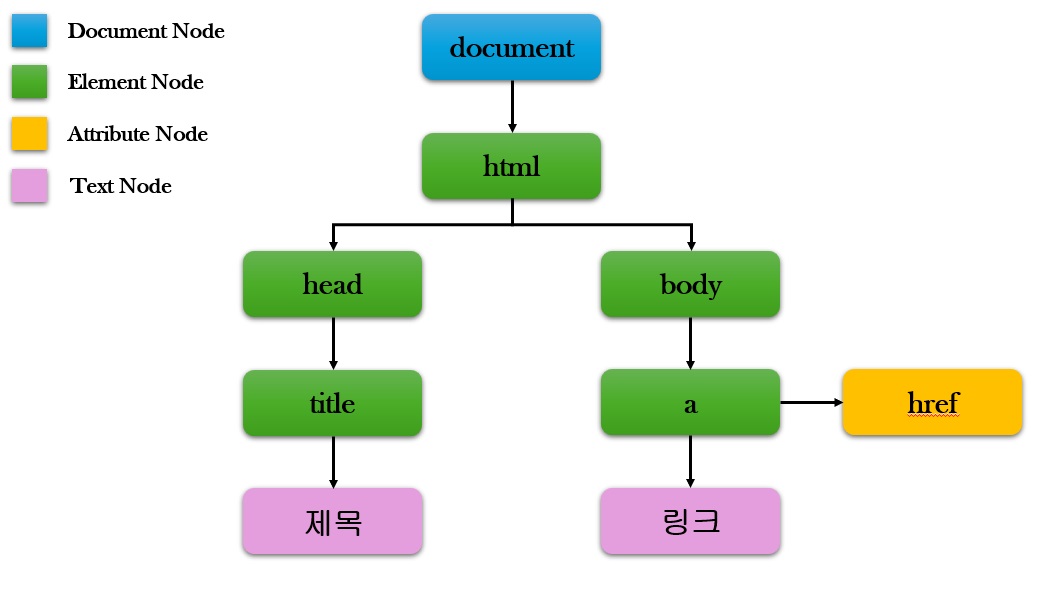 Document Node
Element Node
Attribute Node
Text Node
document
html
head
body
title
a
href
제목
링크